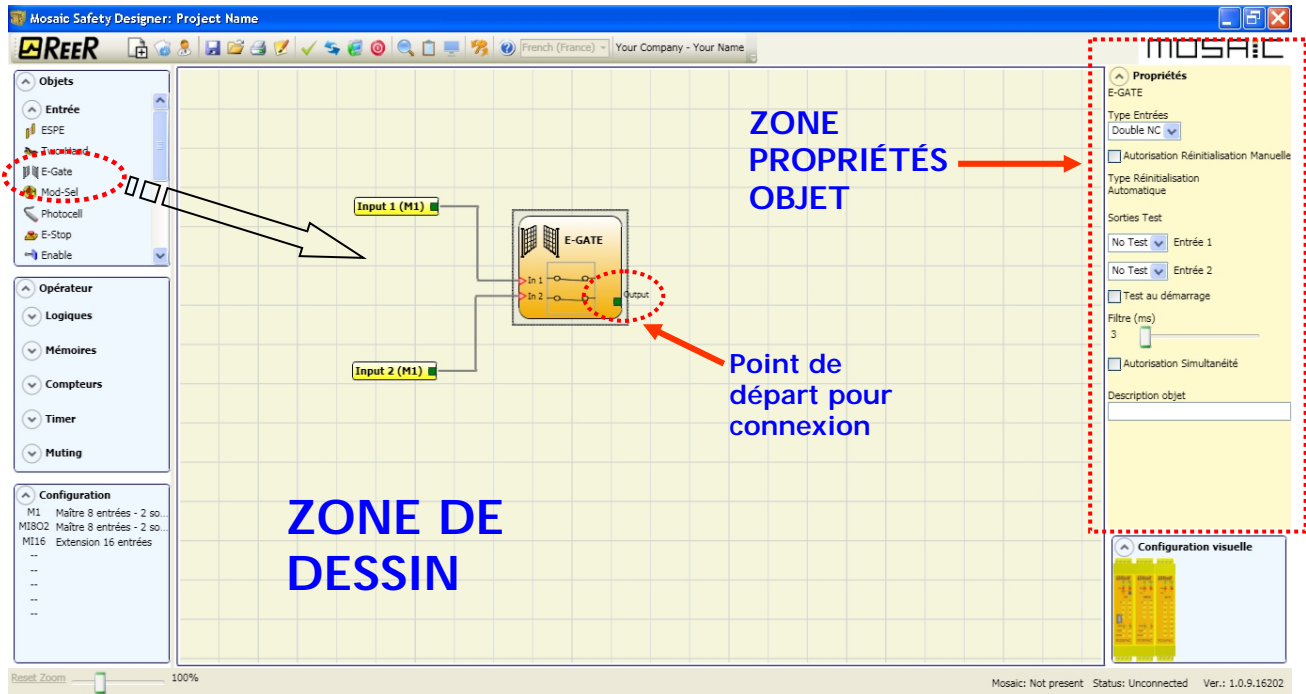 Mosaic Safety Designer: Project Name
REER
French (France)
Your Company - Your Name
MOSAIC
Objets
Entrée
ESPE
Two-Hand
E-Gate
Mod-Sel
Photocell
E-Stop
Enable
Opérateur
Logiques
Mémoires
Compteurs
Timer
Muting
Configuration
M1 Maître 8 entrées - 2 so...
MI8O2 Maître 8 entrées - 2 so...
MI16 Extension 16 entrées
--
--
--
--
Reset Zoom
100%
Input 1 (M1)
E-GATE
In 1
In 2
Output
Input 2 (M1)
ZONE
PROPRIÉTÉS
OBJET
Point de
départ pour
connexion
ZONE DE
DESSIN
Propriétés
E-GATE
Type Entrées
Double NC
Autorisation Réinitialisation Manuelle
Type Réinitialisation
Automatique
Sorties Test
No Test Entrée 1
No Test Entrée 2
Test au démarrage
Filtre (ms)
3
Autorisation Simultanéité
Description objet
Configuration visuelle
Mosaic: Not present Status: Unconnected Ver.: 1.0.9.16202